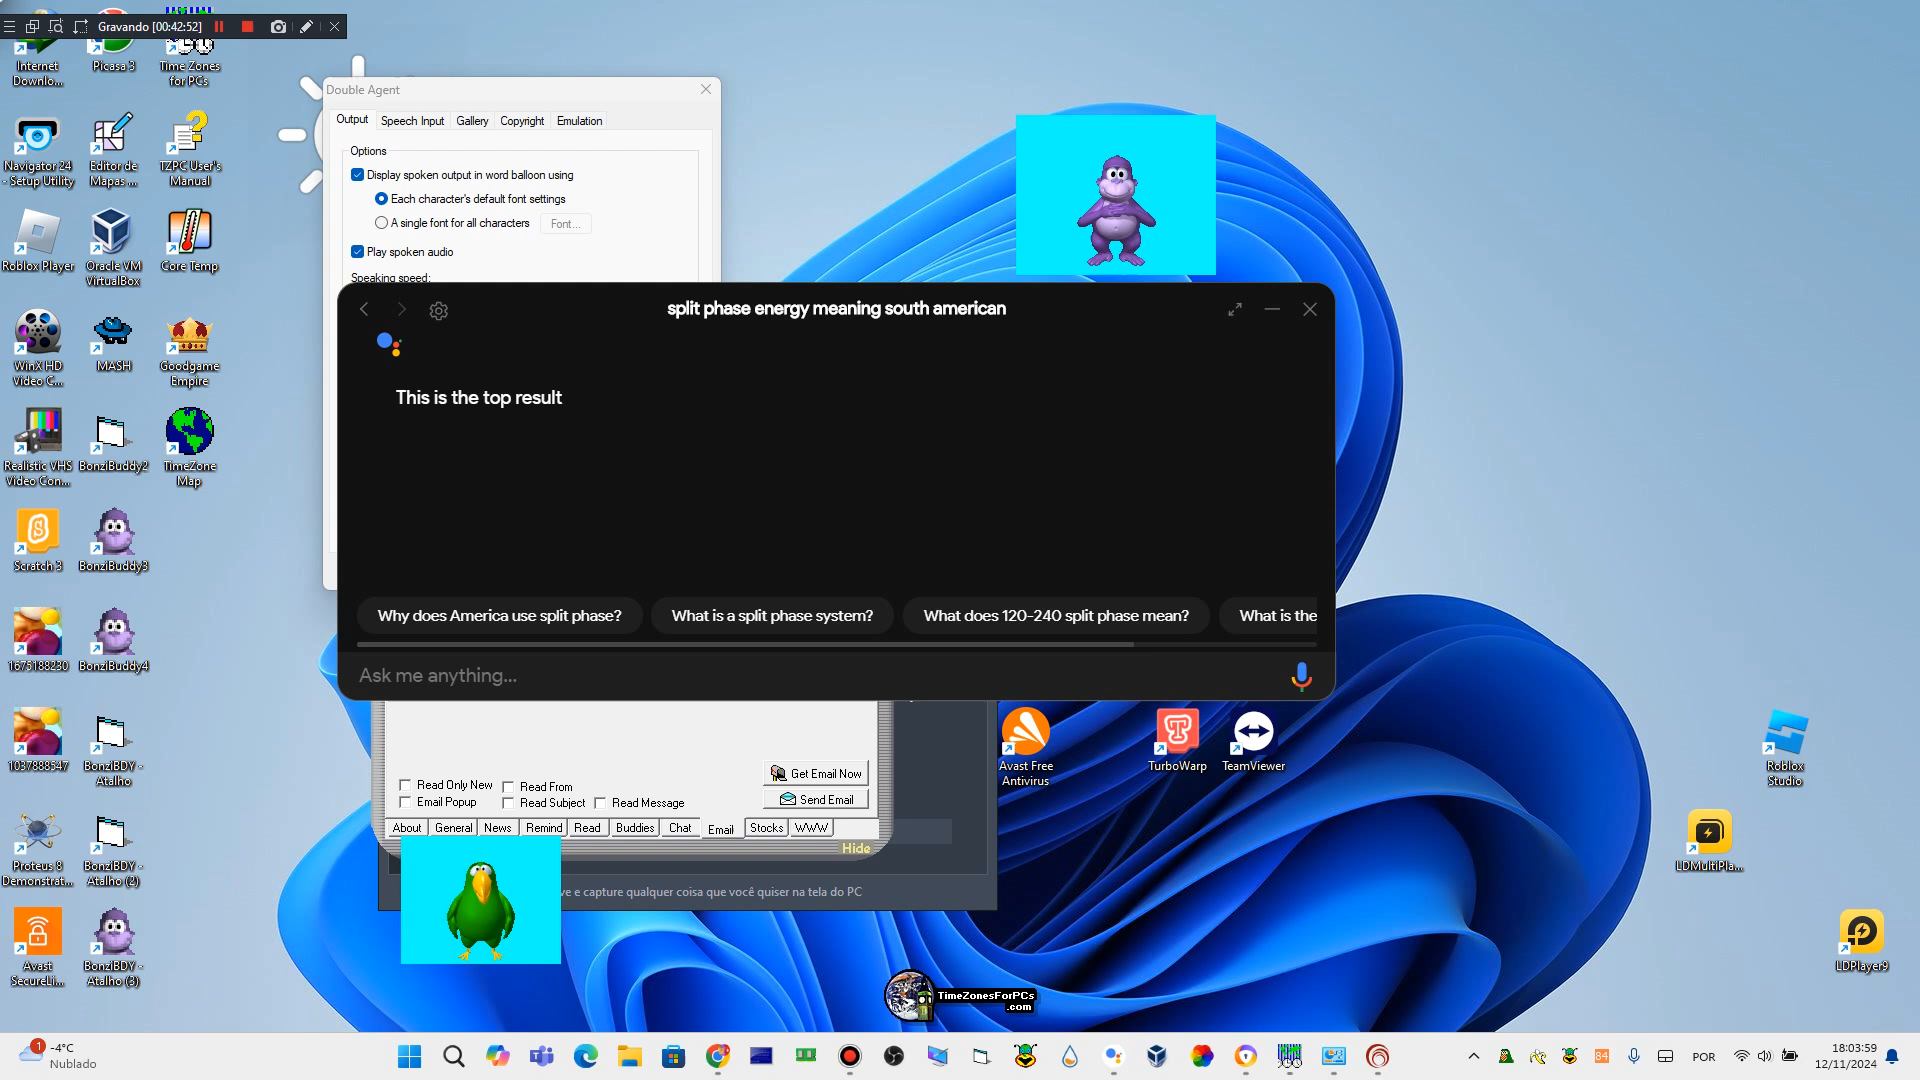 Gravando [00:42:52]
Internet
Downlo...
Picasa 3
Time Zones
for PCs
Navigator 24
- Setup Utility
Editor de
Mapas ...
TZPC User's
Manual
Roblox Player
Oracle VM
VirtualBox
Core Temp
WinX HD
Video C...
MASH
Goodgame
Empire
Realistic VHS
Video Con...
BonziBuddy2
TimeZone
Map
Scratch 3
BonziBuddy3
1675188230
BonziBuddy4
1037888547
BonziBDY -
Atalho
Proteus 8
Demonstrat...
BonziBDY -
Atalho (2)
Avast
SecureLi...
BonziBDY -
Atalho (3)
Double Agent
Output
Speech Input
Gallery
Copyright
Emulation
Options
Display spoken output in word balloon using
Each character's default font settings
A single font for all characters
Font...
Play spoken audio
Speaking speed:
split phase energy meaning south american
This is the top result
Why does America use split phase?
What is a split phase system?
What does 120-240 split phase mean?
What is the
Ask me anything...
Get Email Now
Read Only New
Read From
Email Popup
Read Subject
Read Message
Send Email
About
General
News
Remind
Read
Buddies
Chat
Email
Stocks
WWW
Hide
ve e capture qualquer coisa que você quiser na tela do PC
Avast Free
Antivirus
TurboWarp
TeamViewer
Roblox
Studio
LDMultiPla...
LDPlayer9
TimeZonesForPCs
.com
1
-4°C
Nublado
84
POR
18:03:59
12/11/2024